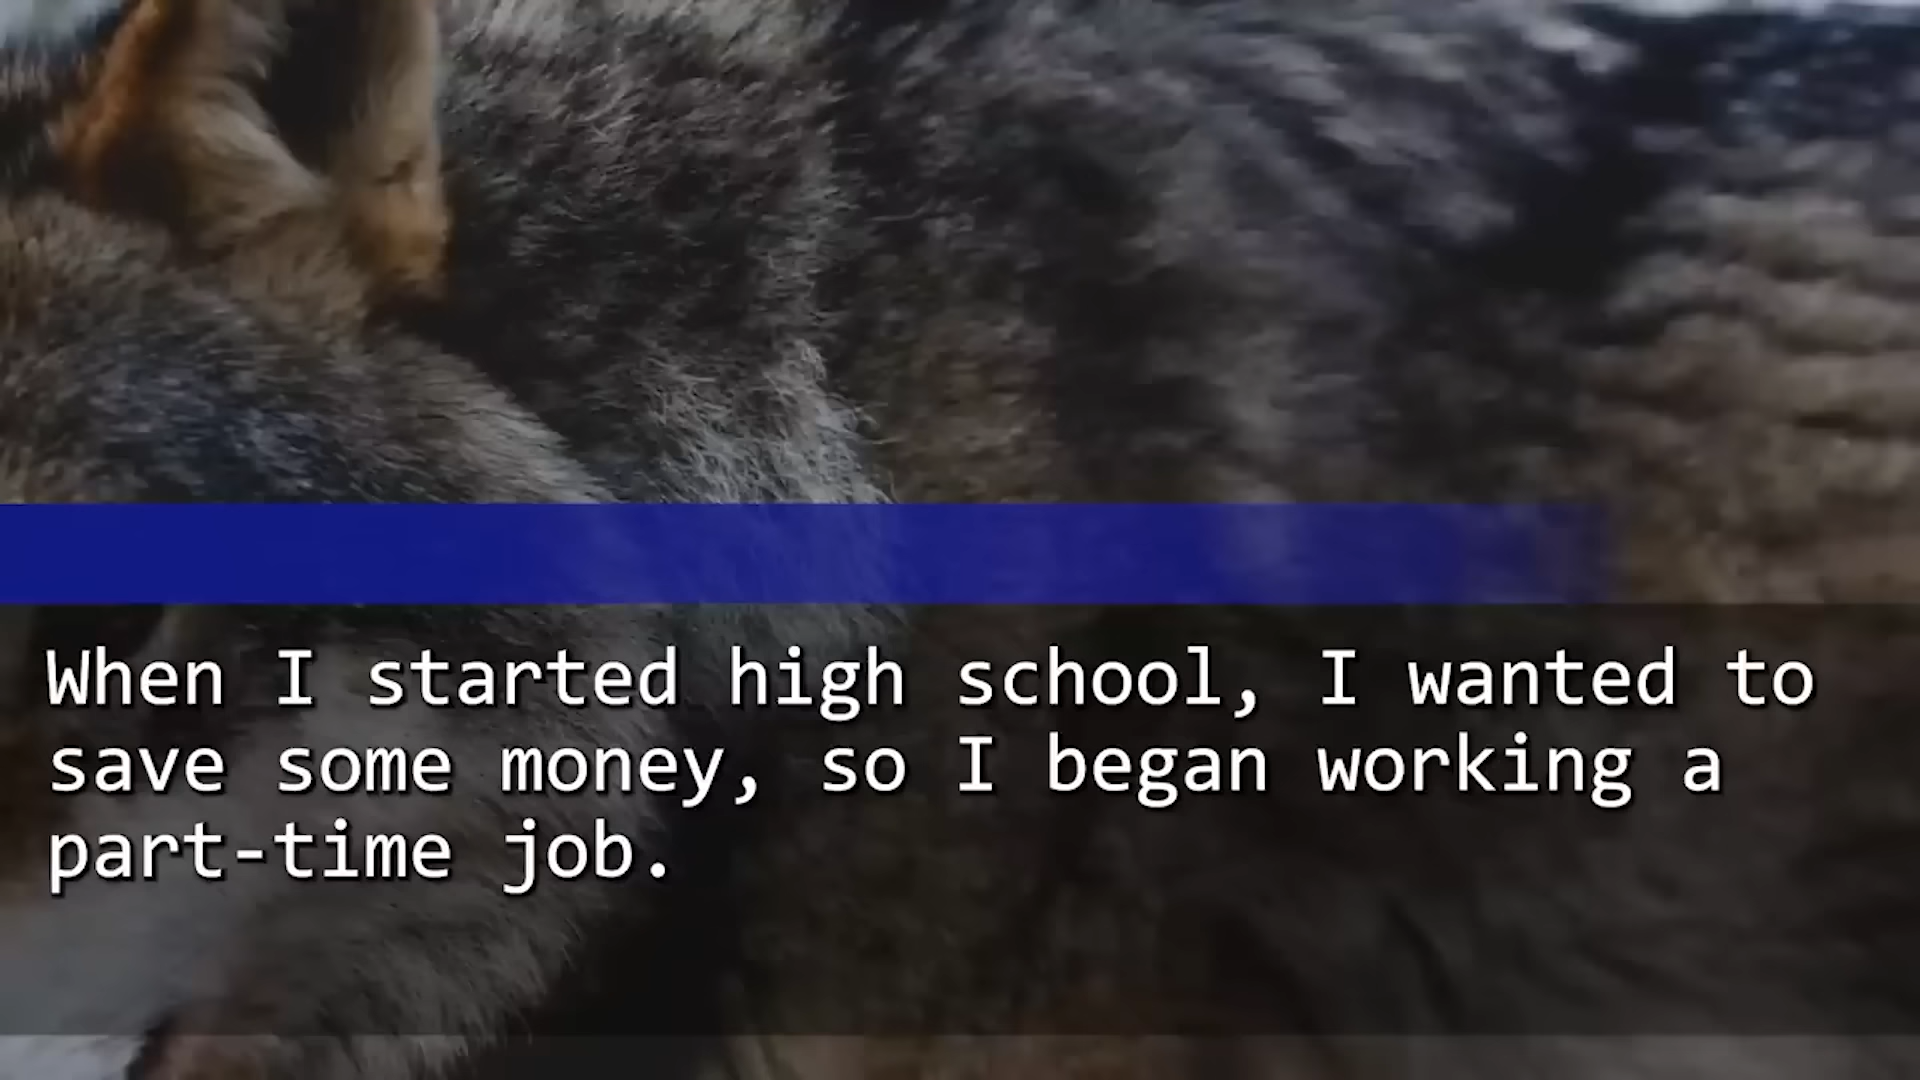 When I started high school, I wanted to
save some money, so I began working a
part-time job.